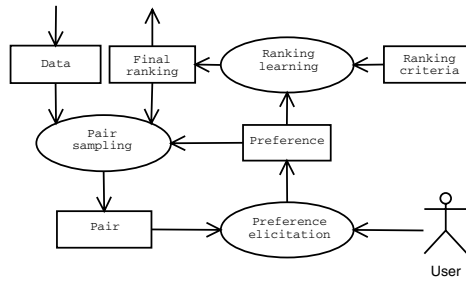 Data
Final
ranking
Ranking
learning
Ranking
criteria
Pair
sampling
Preference
Pair
Preference
elicitation
User